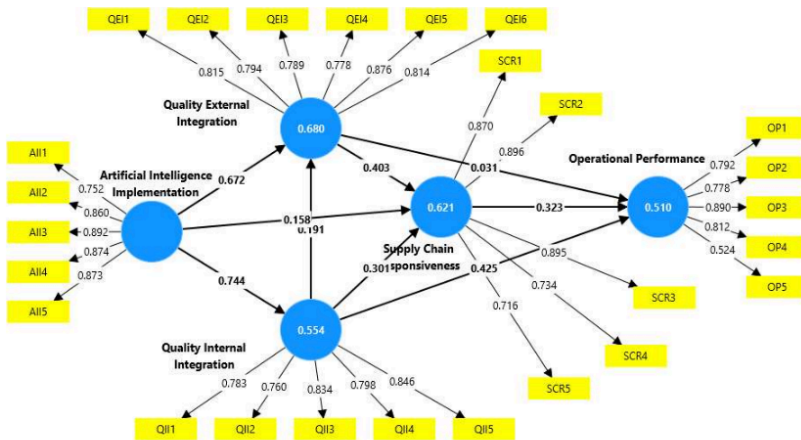 QEI1
QEI2
QEI3
QEI4
QEI5
QEI6
0.815
0.794
0.789
0.778
0.876
0.814
SCR1
SCR2
0.870
0.896
Quality External
Integration
0.680
Operational Performance
OP1
OP2
OP3
OP4
OP5
0.792
0.778
0.890
0.812
0.524
0.510
AII1
AII2
AII3
AII4
AII5
0.752
0.860
0.892
0.874
0.873
Artificial Intelligence
Implementation
0.672
0.403
0.031
0.158
0.191
0.621
0.323
Supply Chain
sponsiveness
0.744
0.301
0.425
0.895
0.734
0.716
SCR3
SCR4
SCR5
0.554
Quality Internal
Integration
0.783
0.760
0.834
0.798
0.846
QII1
QII2
QII3
QII4
QII5